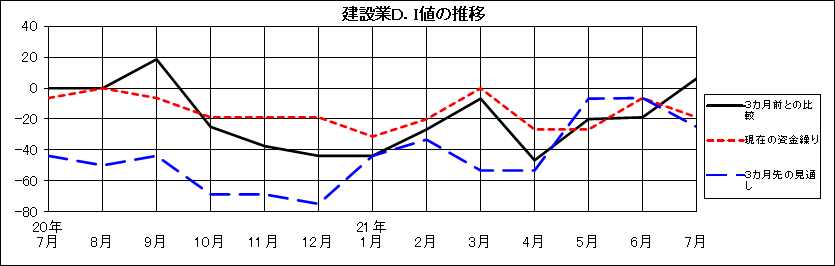 建設業D.I値の推移
40
20
0
-20
-40
-60
-80
20年 21年
7月 8月 9月 10月 11月 12月 1月 2月 3月 4月 5月 6月 7月
3カ月前との比
較
現在の資金繰り
3カ月先の見通
し